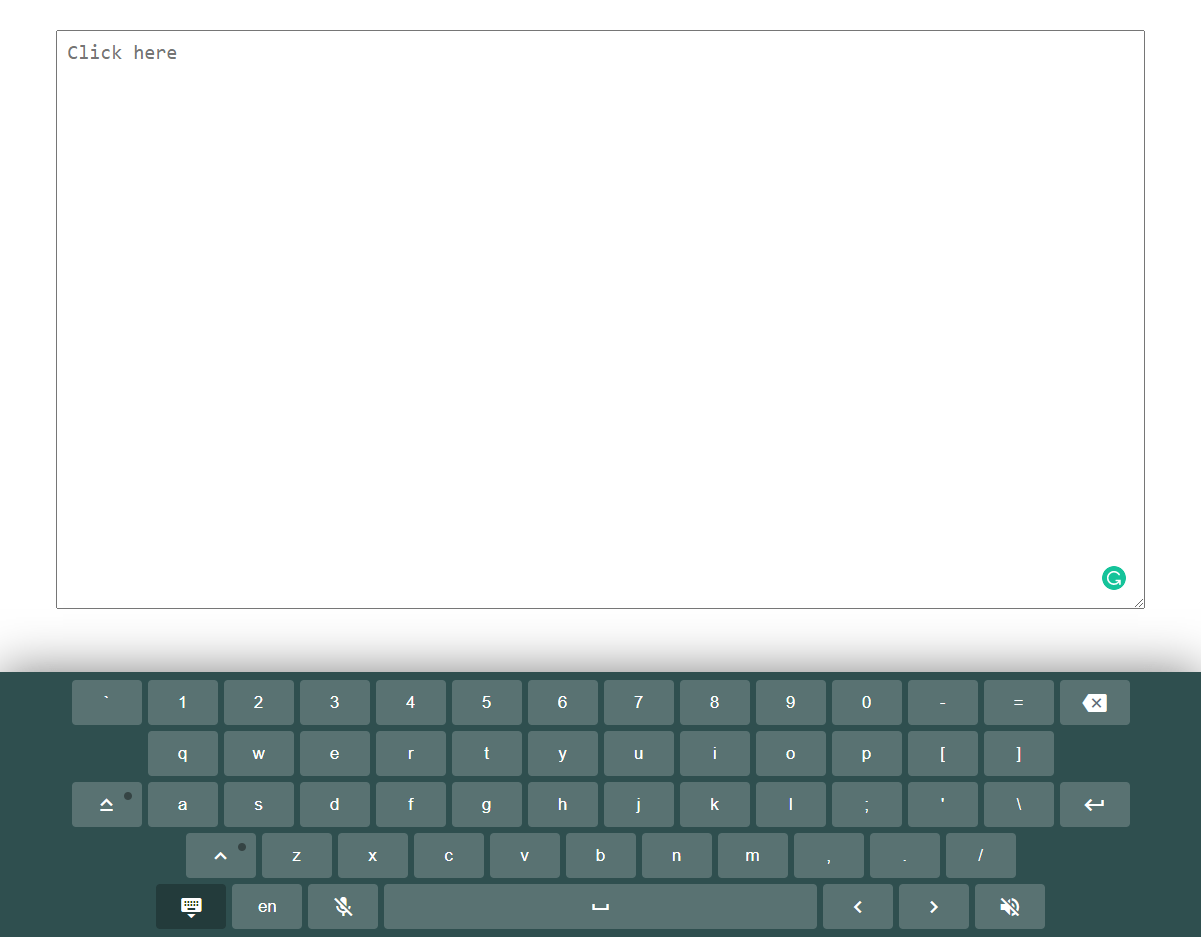 Click here
` 1 2 3 4 5 6 7 8 9 0 - =
q w e r t y u i o p [ ]
a s d f g h j k l ; ' \
z x c v b n m , . /
en